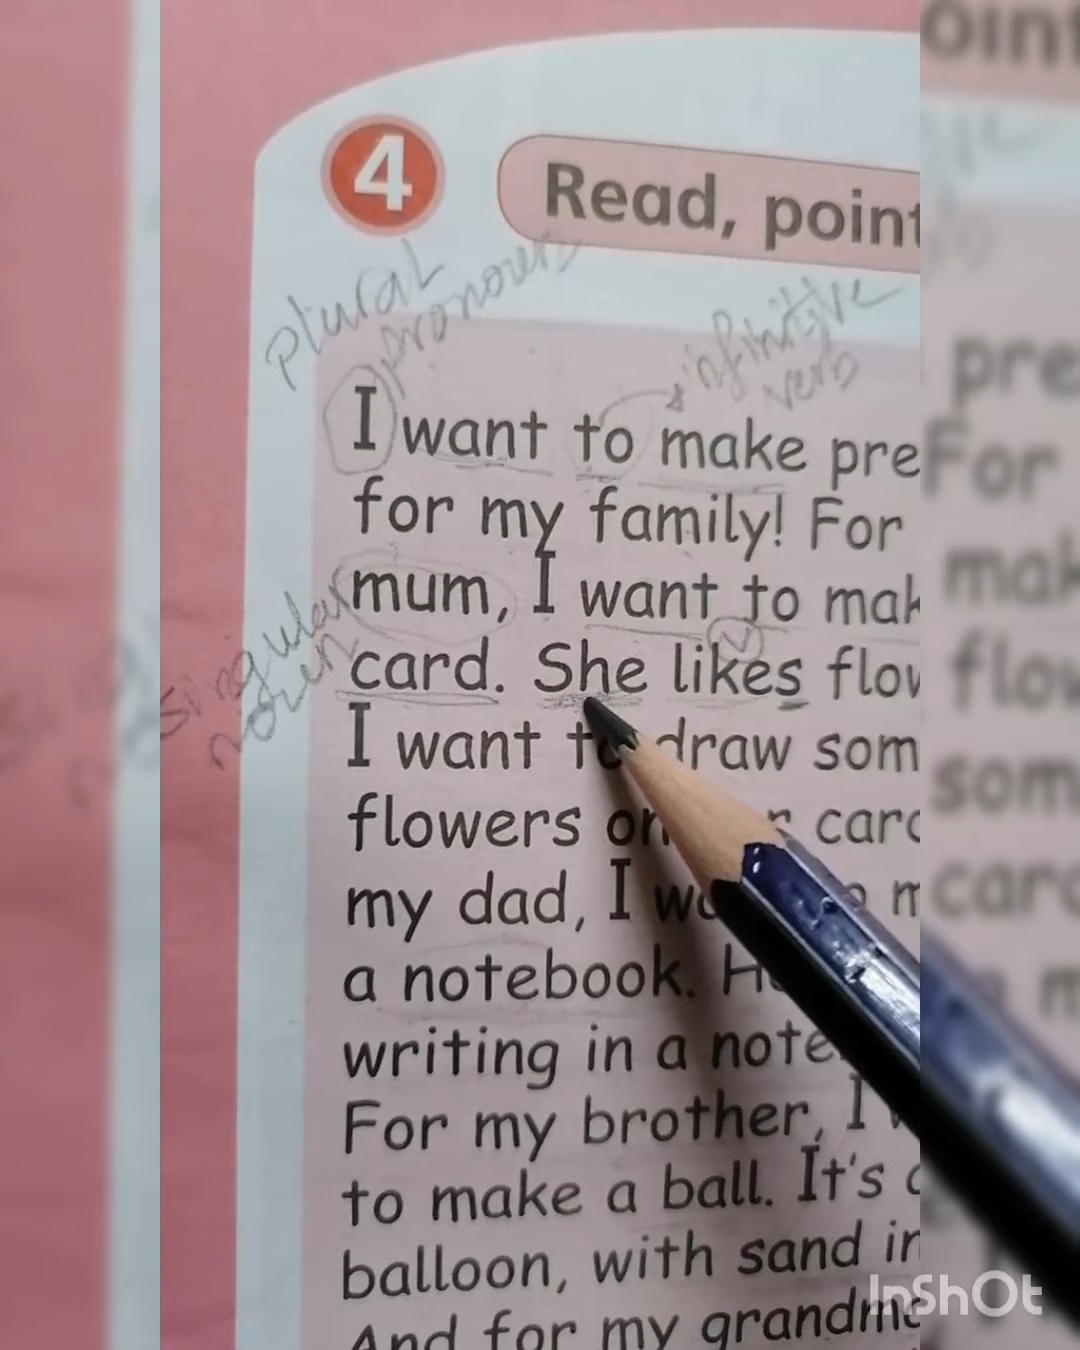 4
Read, point
plural
pronoun
infinitive
verb
I want to make pre
for my family! For
mum, I want to mak
card. She likes flow
singular
noun
I want to draw som
flowers on card
my dad, I m
a notebook.
writing in a note
For my brother, I
to make a ball. It's
balloon, with sand in
And for my grandmo
InShOt